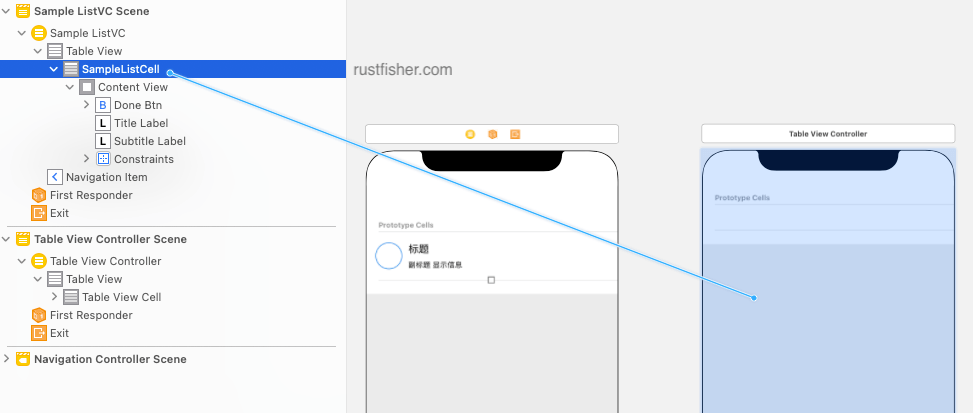 Sample ListVC Scene
Sample ListVC
Table View
SampleListCell
Content View
B Done Btn
L Title Label
L Subtitle Label
Constraints
Navigation Item
First Responder
Exit
Table View Controller Scene
Table View Controller
Table View
Table View Cell
First Responder
Exit
Navigation Controller Scene
rustfisher.com
Prototype Cells
标题
副标题 显示信息
Table View Controller
Prototype Cells